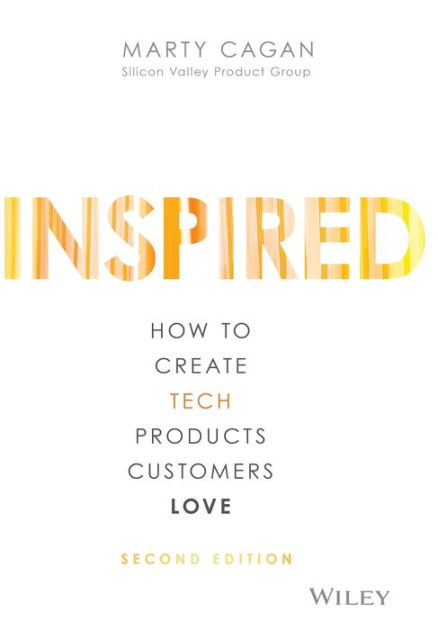 MARTY CAGAN
Silicon Valley Product Group
INSPIRED
HOW TO
CREATE
TECH
PRODUCTS
CUSTOMERS
LOVE
SECOND EDITION
WILEY